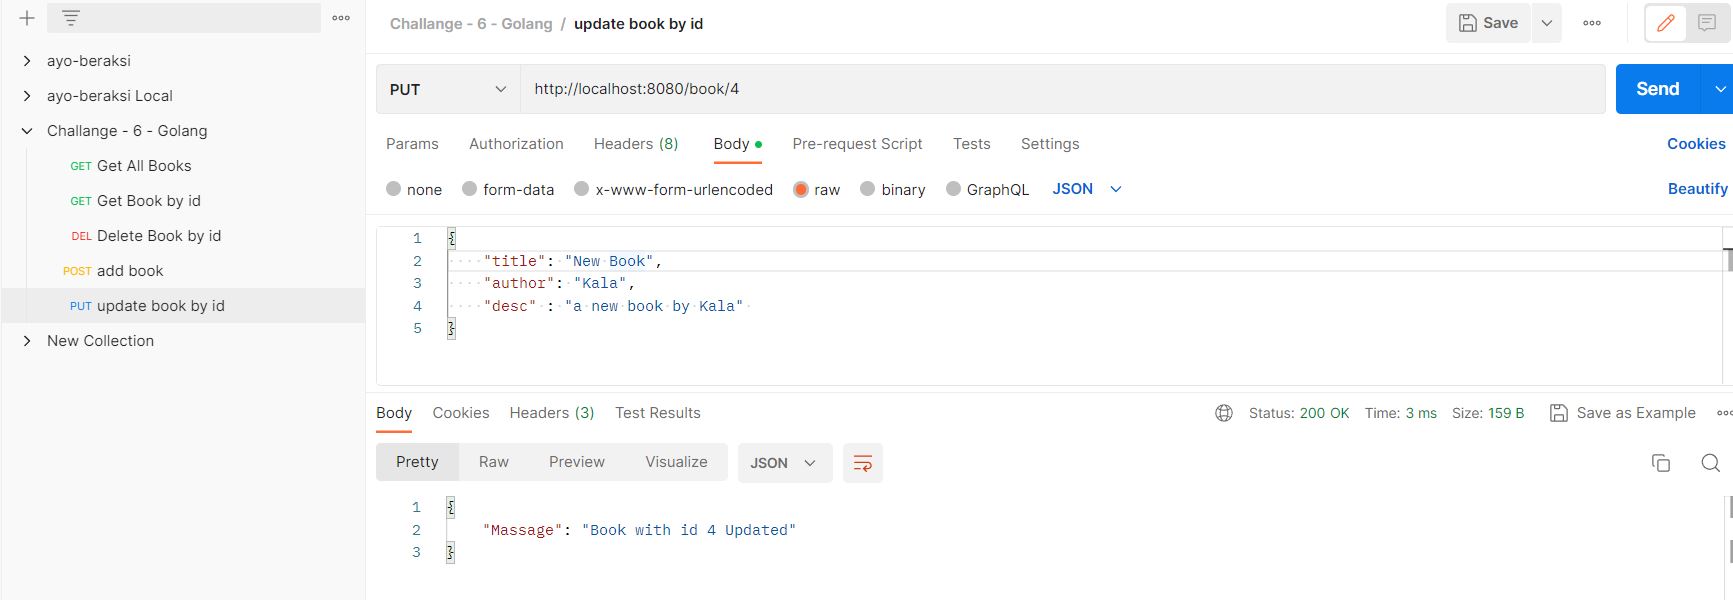 Challange - 6 - Golang / update book by id
Save
ayo-beraksi
ayo-beraksi Local
Challange - 6 - Golang
GET Get All Books
GET Get Book by id
DEL Delete Book by id
POST add book
PUT update book by id
New Collection
PUT http://localhost:8080/book/4 Send
Params Authorization Headers (8) Body Pre-request Script Tests Settings Cookies
none form-data x-www-form-urlencoded raw binary GraphQL JSON Beautify
1 {
2 "title": "New Book",
3 "author": "Kala",
4 "desc" : "a new book by Kala"
5 }
Body Cookies Headers (3) Test Results Status: 200 OK Time: 3 ms Size: 159 B Save as Example
Pretty Raw Preview Visualize JSON
1 {
2 "Massage": "Book with id 4 Updated"
3 }